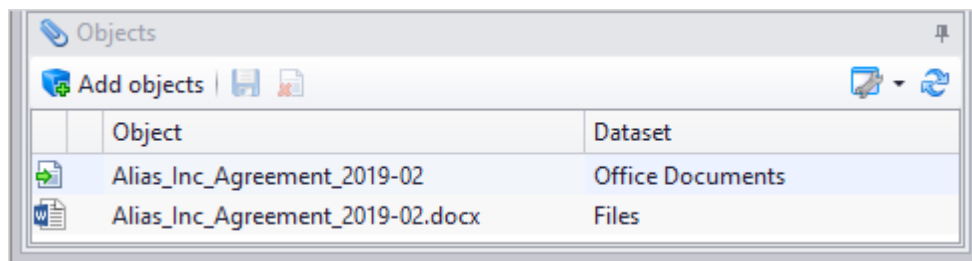 Objects
Add objects
Object Dataset
Alias_Inc_Agreement_2019-02 Office Documents
Alias_Inc_Agreement_2019-02.docx Files